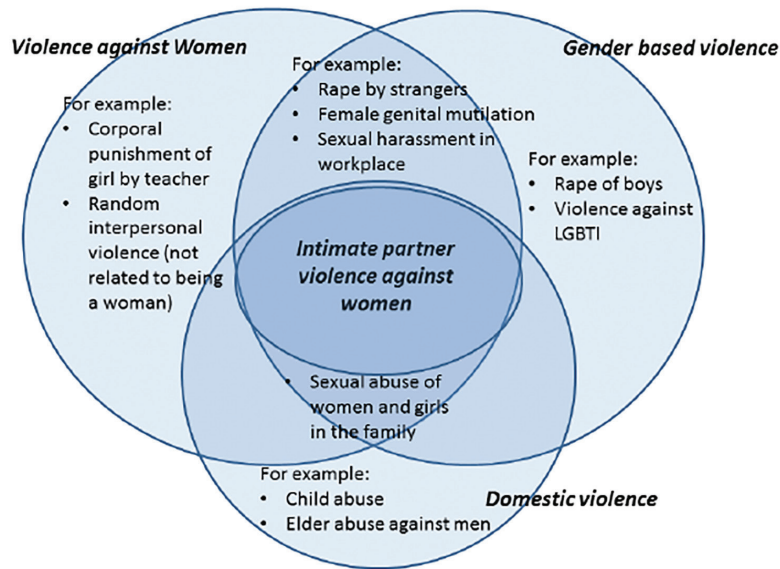 Violence against Women
Gender based violence
For example:
• Rape by strangers
• Female genital mutilation
• Sexual harassment in
workplace
For example:
• Corporal
punishment of
girl by teacher
• Random
interpersonal
violence (not
related to being
a woman)
For example:
• Rape of boys
• Violence against
LGBTI
Intimate partner
violence against
women
• Sexual abuse of
women and girls
in the family
For example:
• Child abuse
• Elder abuse against men
Domestic violence